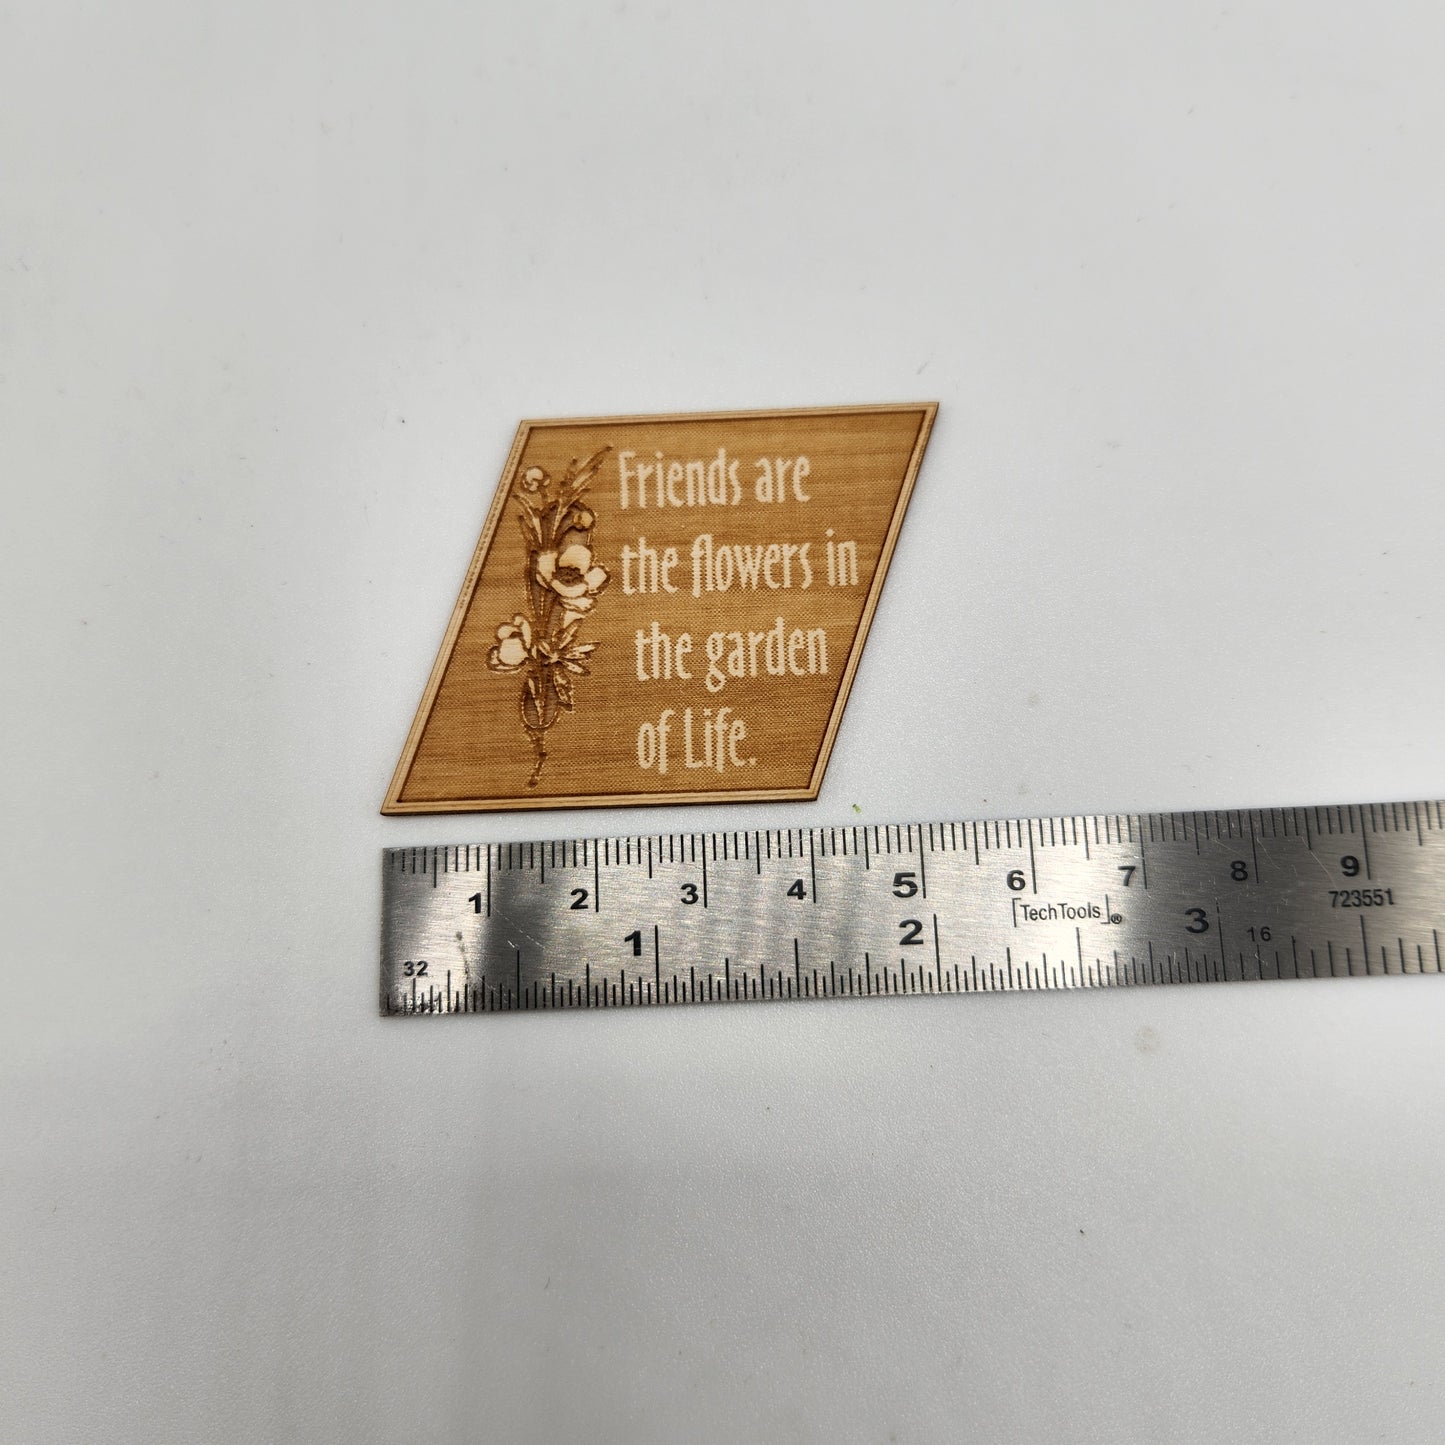 Friends are
the flowers in
the garden
of Life.
1 2 3 4 5 6 7 8 9
TechTools® 723551
1 2 3 16
32